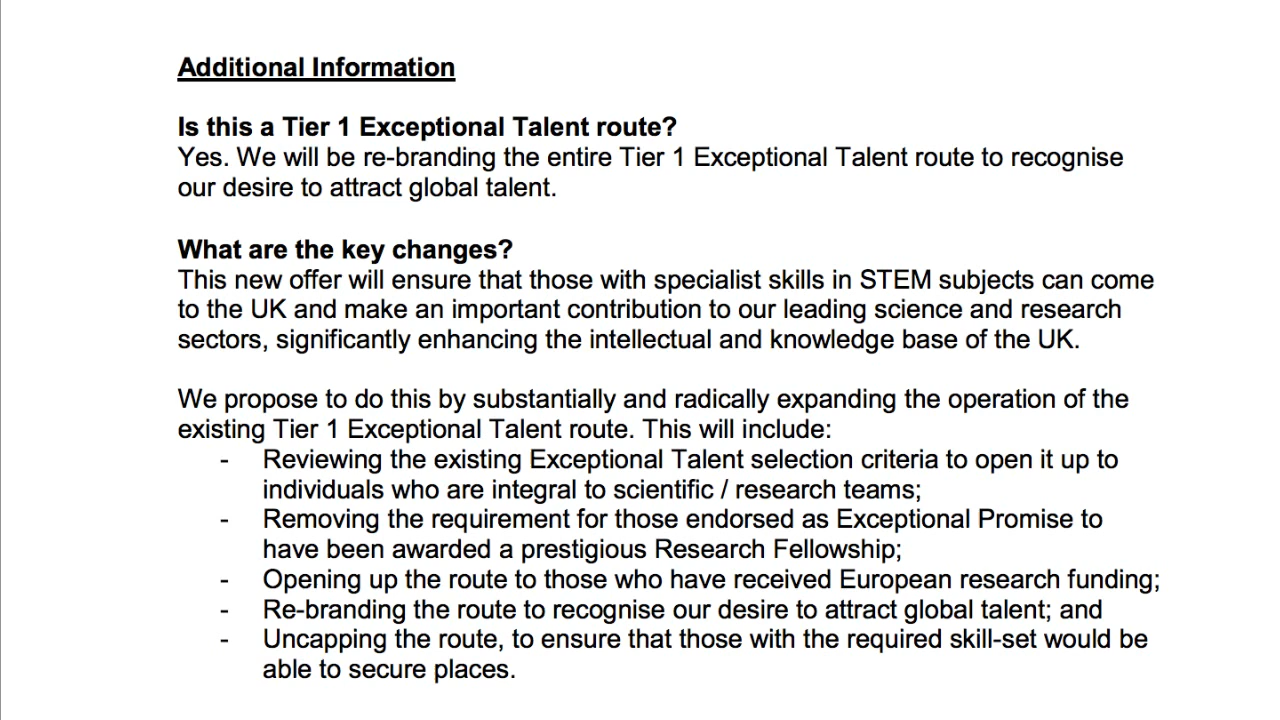 Additional Information
Is this a Tier 1 Exceptional Talent route?
Yes. We will be re-branding the entire Tier 1 Exceptional Talent route to recognise
our desire to attract global talent.
What are the key changes?
This new offer will ensure that those with specialist skills in STEM subjects can come
to the UK and make an important contribution to our leading science and research
sectors, significantly enhancing the intellectual and knowledge base of the UK.
We propose to do this by substantially and radically expanding the operation of the
existing Tier 1 Exceptional Talent route. This will include:
- Reviewing the existing Exceptional Talent selection criteria to open it up to
individuals who are integral to scientific / research teams;
- Removing the requirement for those endorsed as Exceptional Promise to
have been awarded a prestigious Research Fellowship;
- Opening up the route to those who have received European research funding;
- Re-branding the route to recognise our desire to attract global talent; and
- Uncapping the route, to ensure that those with the required skill-set would be
able to secure places.